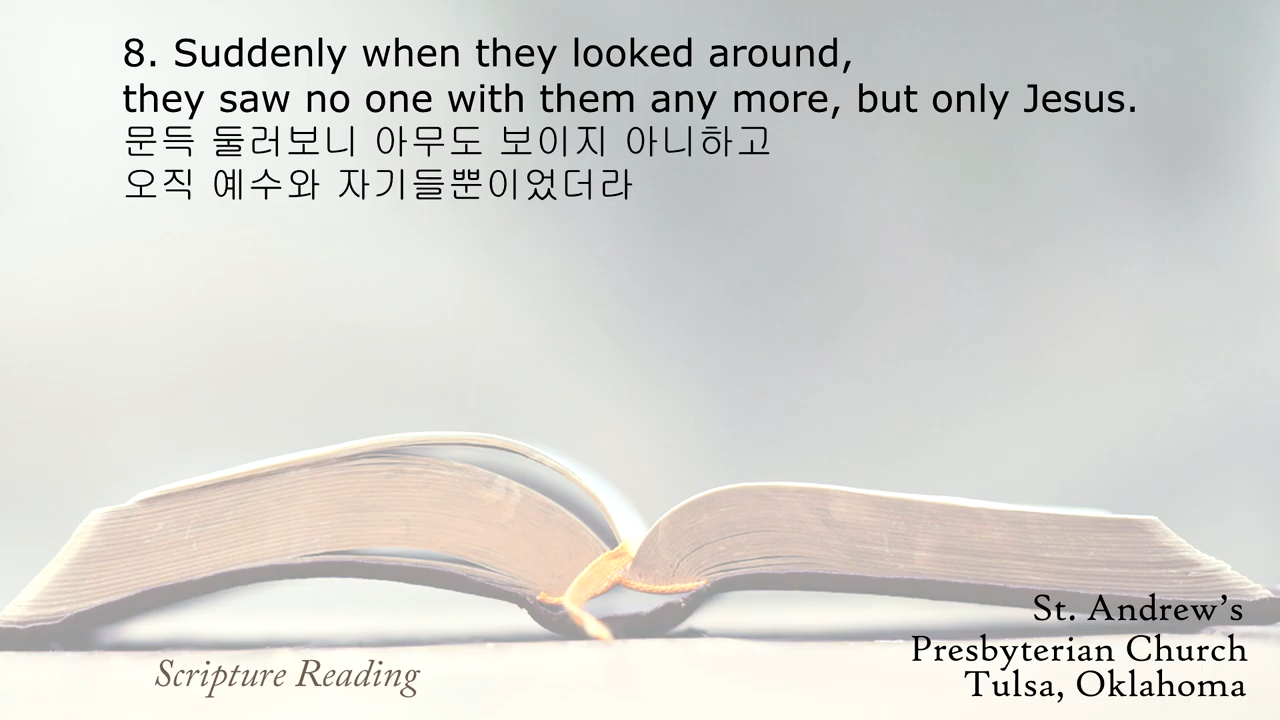 8. Suddenly when they looked around,
they saw no one with them any more, but only Jesus.
문득 둘러보니 아무도 보이지 아니하고
오직 예수와 자기들뿐이었더라
Scripture Reading
St. Andrew’s
Presbyterian Church
Tulsa, Oklahoma